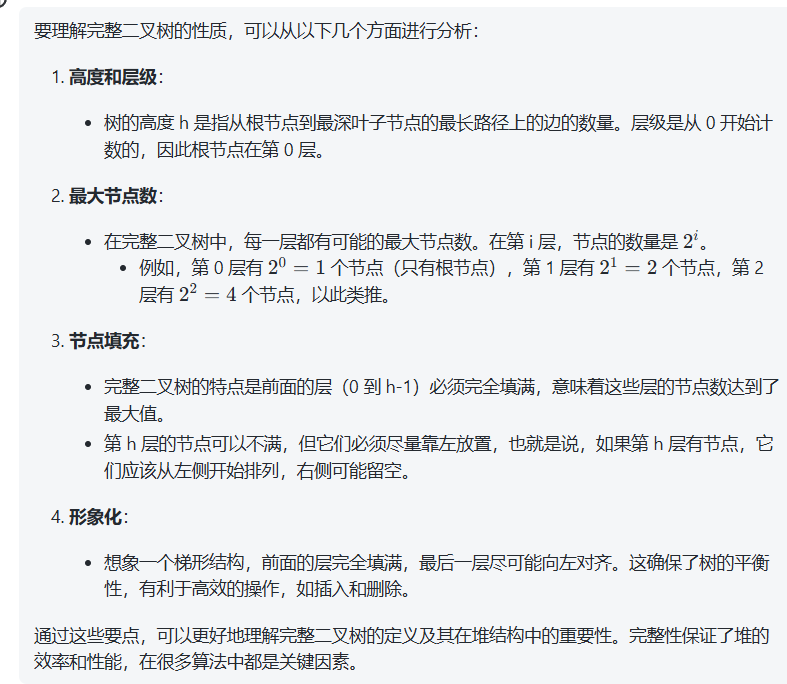 要理解完整二叉树的性质，可以从以下几个方面进行分析：
1. 高度和层级：
• 树的高度 h 是指从根节点到最深叶子节点的最长路径上的边的数量。层级是从 0 开始计
数的，因此根节点在第 0 层。
2. 最大节点数：
• 在完整二叉树中，每一层都有可能的最大节点数。在第 i 层，节点的数量是 2^i。
• 例如，第 0 层有 2^0 = 1 个节点（只有根节点），第 1 层有 2^1 = 2 个节点，第 2
层有 2^2 = 4 个节点，以此类推。
3. 节点填充：
• 完整二叉树的特点是前面的层（0 到 h-1）必须完全填满，意味着这些层的节点数达到了
最大值。
• 第 h 层的节点可以不满，但它们必须尽量靠左放置，也就是说，如果第 h 层有节点，它
们应该从左侧开始排列，右侧可能留空。
4. 形象化：
• 想象一个梯形结构，前面的层完全填满，最后一层尽可能向左对齐。这确保了树的平衡
性，有利于高效的操作，如插入和删除。
通过这些要点，可以更好地理解完整二叉树的定义及其在堆结构中的重要性。完整性保证了堆的
效率和性能，在很多算法中都是关键因素。